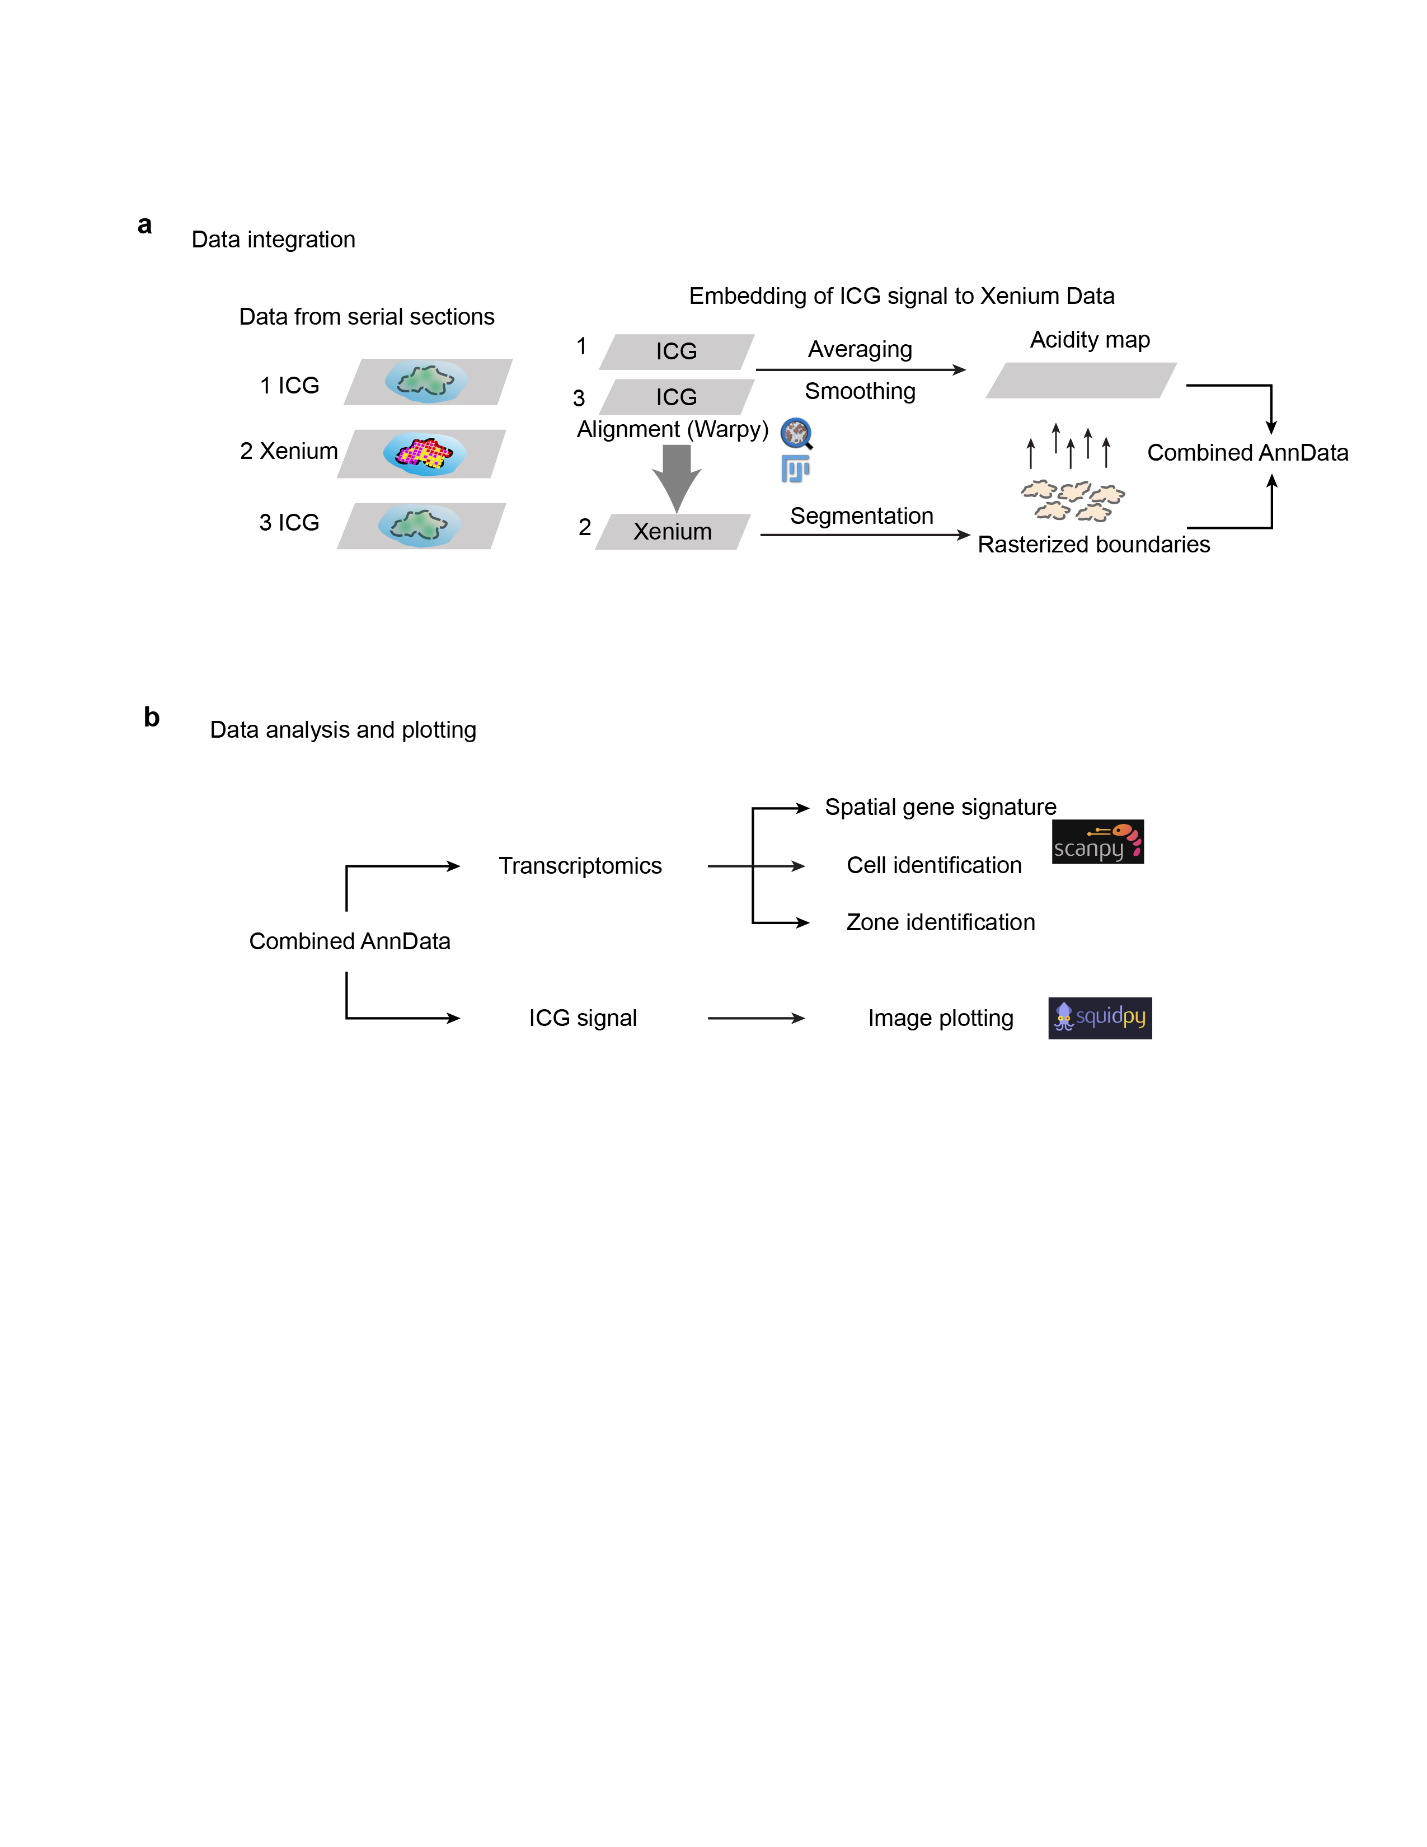 a
Data integration
Data from serial sections
1 ICG
2 Xenium
3 ICG
Embedding of ICG signal to Xenium Data
1
ICG
3
ICG
Alignment (Warpy)
2
Xenium
Averaging
Smoothing
Segmentation
Acidity map
Rasterized boundaries
Combined AnnData
b
Data analysis and plotting
Combined AnnData
Transcriptomics
Spatial gene signature
Cell identification
Zone identification
scanpy
ICG signal
Image plotting
squidpy